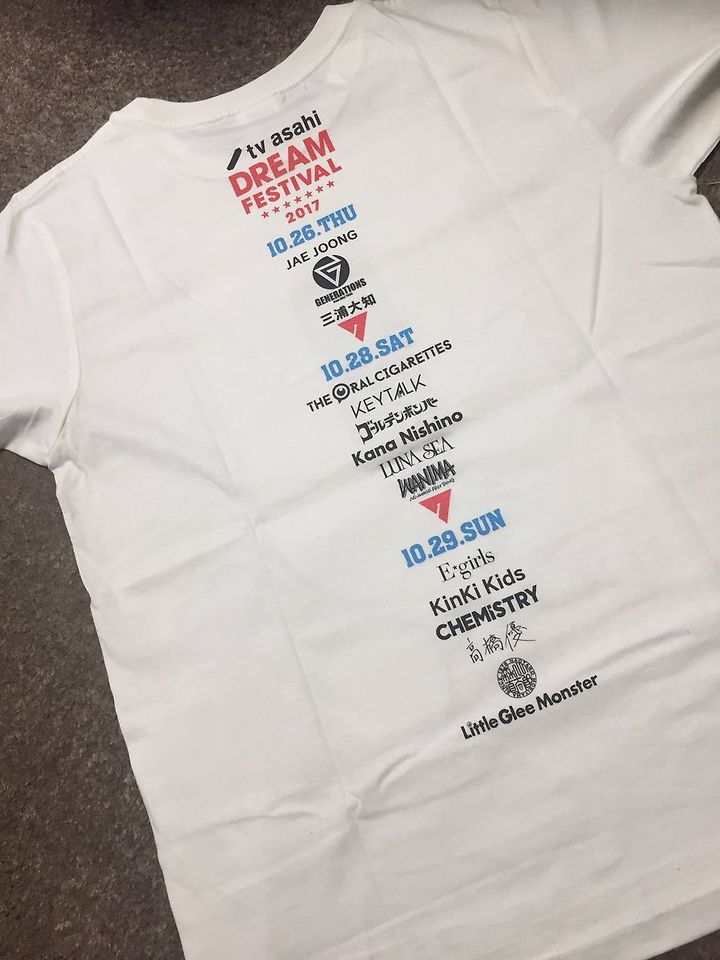 tv asahi
DREAM
FESTIVAL
2017
10.26.THU
JAE JOONG
GENERATIONS
三浦大知
10.28.SAT
THE ORAL CIGARETTES
KEYTALK
ゴールデンボンバー
Kana Nishino
LUNA SEA
WANIMA
10.29.SUN
E*girls
KinKi Kids
CHEMiSTRY
高橋優
Little Glee Monster